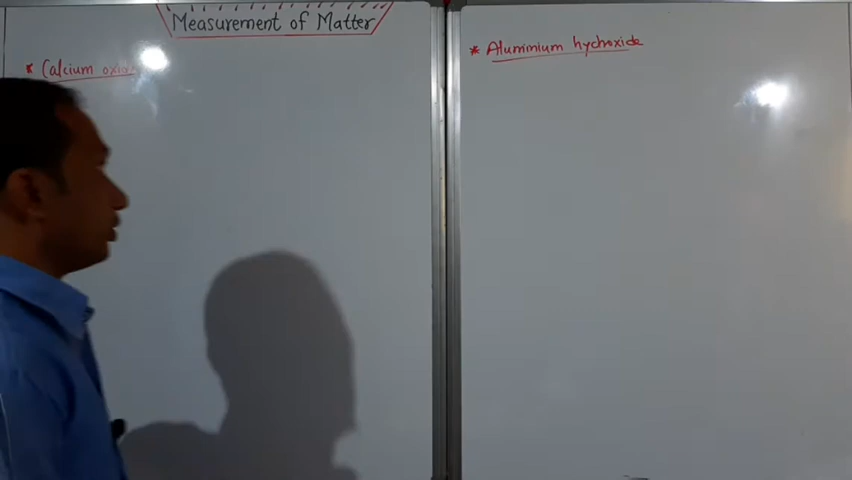 Measurement of Matter
* Calcium oxide
* Aluminium hydroxide